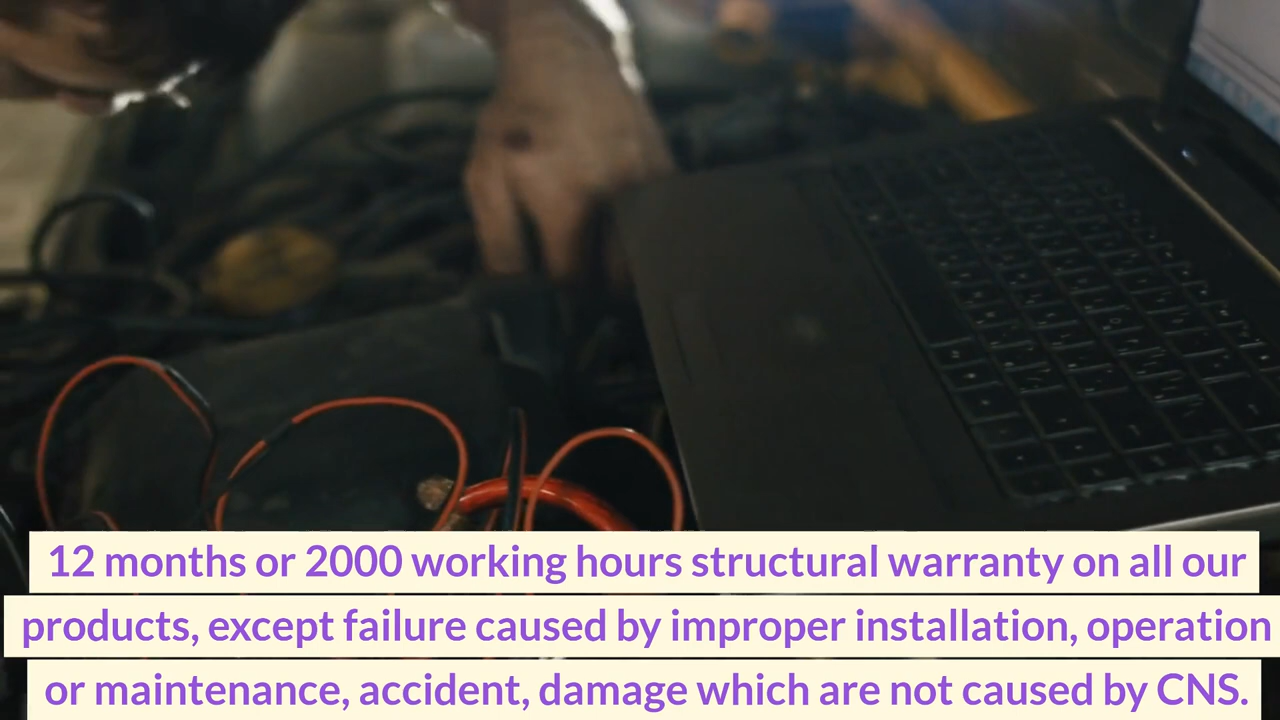 12 months or 2000 working hours structural warranty on all our
products, except failure caused by improper installation, operation
or maintenance, accident, damage which are not caused by CNS.